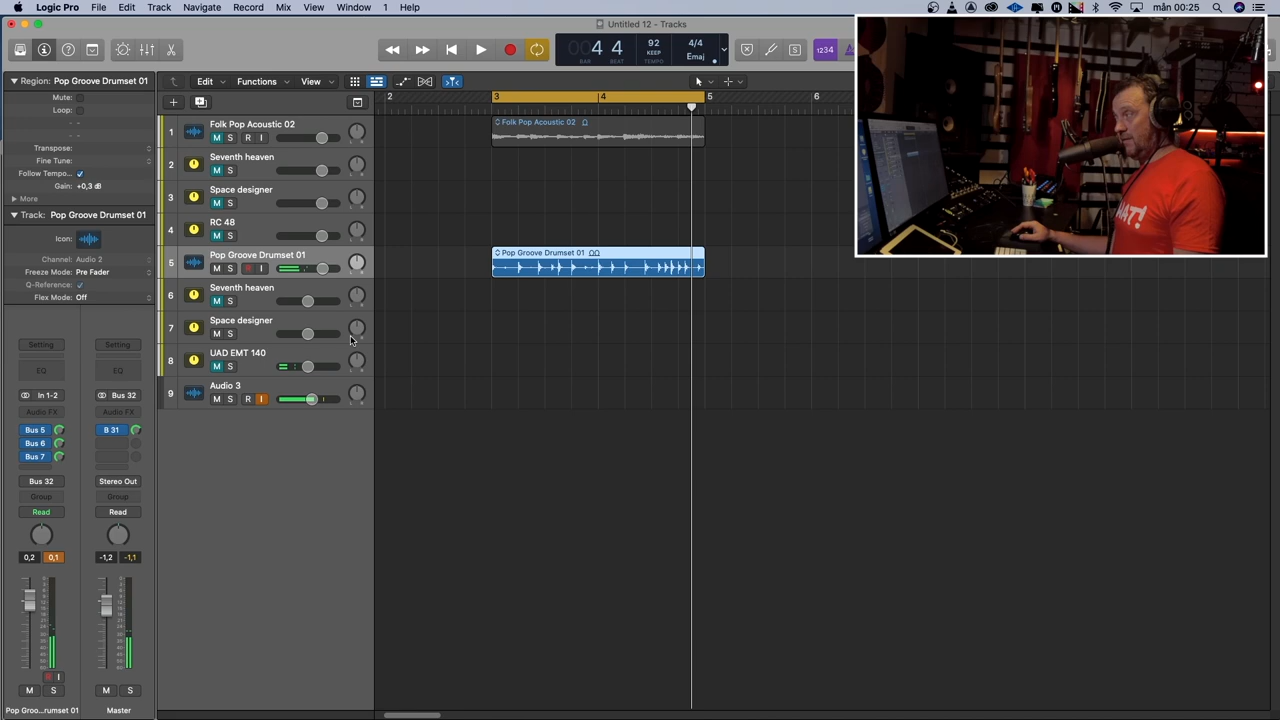 Logic Pro File Edit Track Navigate Record Mix View Window 1 Help mån 00:25
Untitled 12 - Tracks
4 4 92 4/4
KEEP Emaj
BAR BEAT TEMPO
1234
Region: Pop Groove Drumset 01
Mute:
Loop:
Transpose:
Fine Tune:
Follow Tempo...
Gain: +0,3 dB
More
Track: Pop Groove Drumset 01
Icon:
Channel: Audio 2
Freeze Mode: Pre Fader
Q-Reference:
Flex Mode: Off
Edit Functions View
2 3 4 5 6
1 Folk Pop Acoustic 02
M S R I
2 Seventh heaven
M S
3 Space designer
M S
4 RC 48
M S
5 Pop Groove Drumset 01
M S R I
6 Seventh heaven
M S
7 Space designer
M S
8 UAD EMT 140
M S
9 Audio 3
M S R I
Folk Pop Acoustic 02
Pop Groove Drumset 01
Setting Setting
EQ EQ
In 1-2 Bus 32
Audio FX Audio FX
Bus 5 B 31
Bus 6
Bus 7
Bus 32 Stereo Out
Group Group
Read Read
0,2 0,1 -1,2 -1,1
R I
M S M S
Pop Groo...rumset 01 Master
HAT!